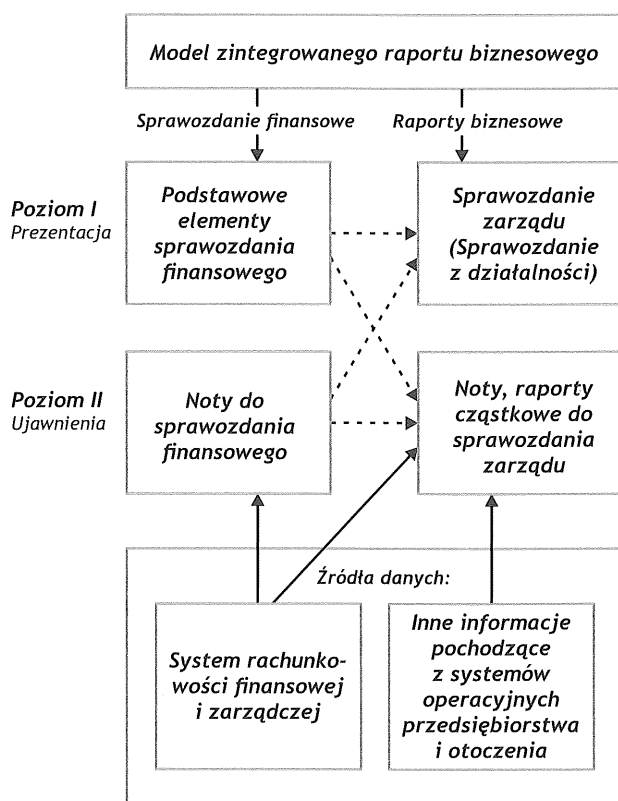 Model zintegrowanego raportu biznesowego
Sprawozdanie finansowe
Raporty biznesowe
Poziom I
Prezentacja
Podstawowe
elementy
sprawozdania
finansowego
Sprawozdanie
zarządu
(Sprawozdanie
z działalności)
Poziom II
Ujawnienia
Noty do
sprawozdania
finansowego
Noty, raporty
cząstkowe do
sprawozdania
zarządu
Źródła danych:
System rachunko-
wości finansowej
i zarządczej
Inne informacje
pochodzące
z systemów
operacyjnych
przedsiębiorstwa
i otoczenia